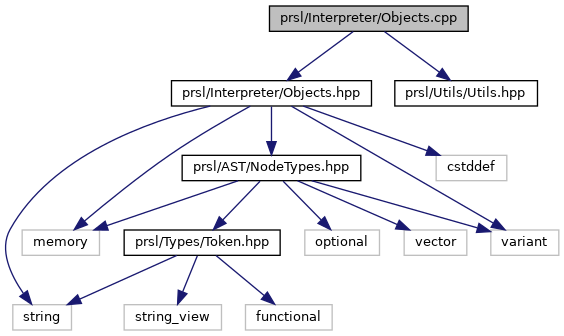 prsl/Interpreter/Objects.cpp
prsl/Interpreter/Objects.hpp
prsl/Utils/Utils.hpp
prsl/AST/NodeTypes.hpp
cstddef
memory
prsl/Types/Token.hpp
optional
vector
variant
string
string_view
functional